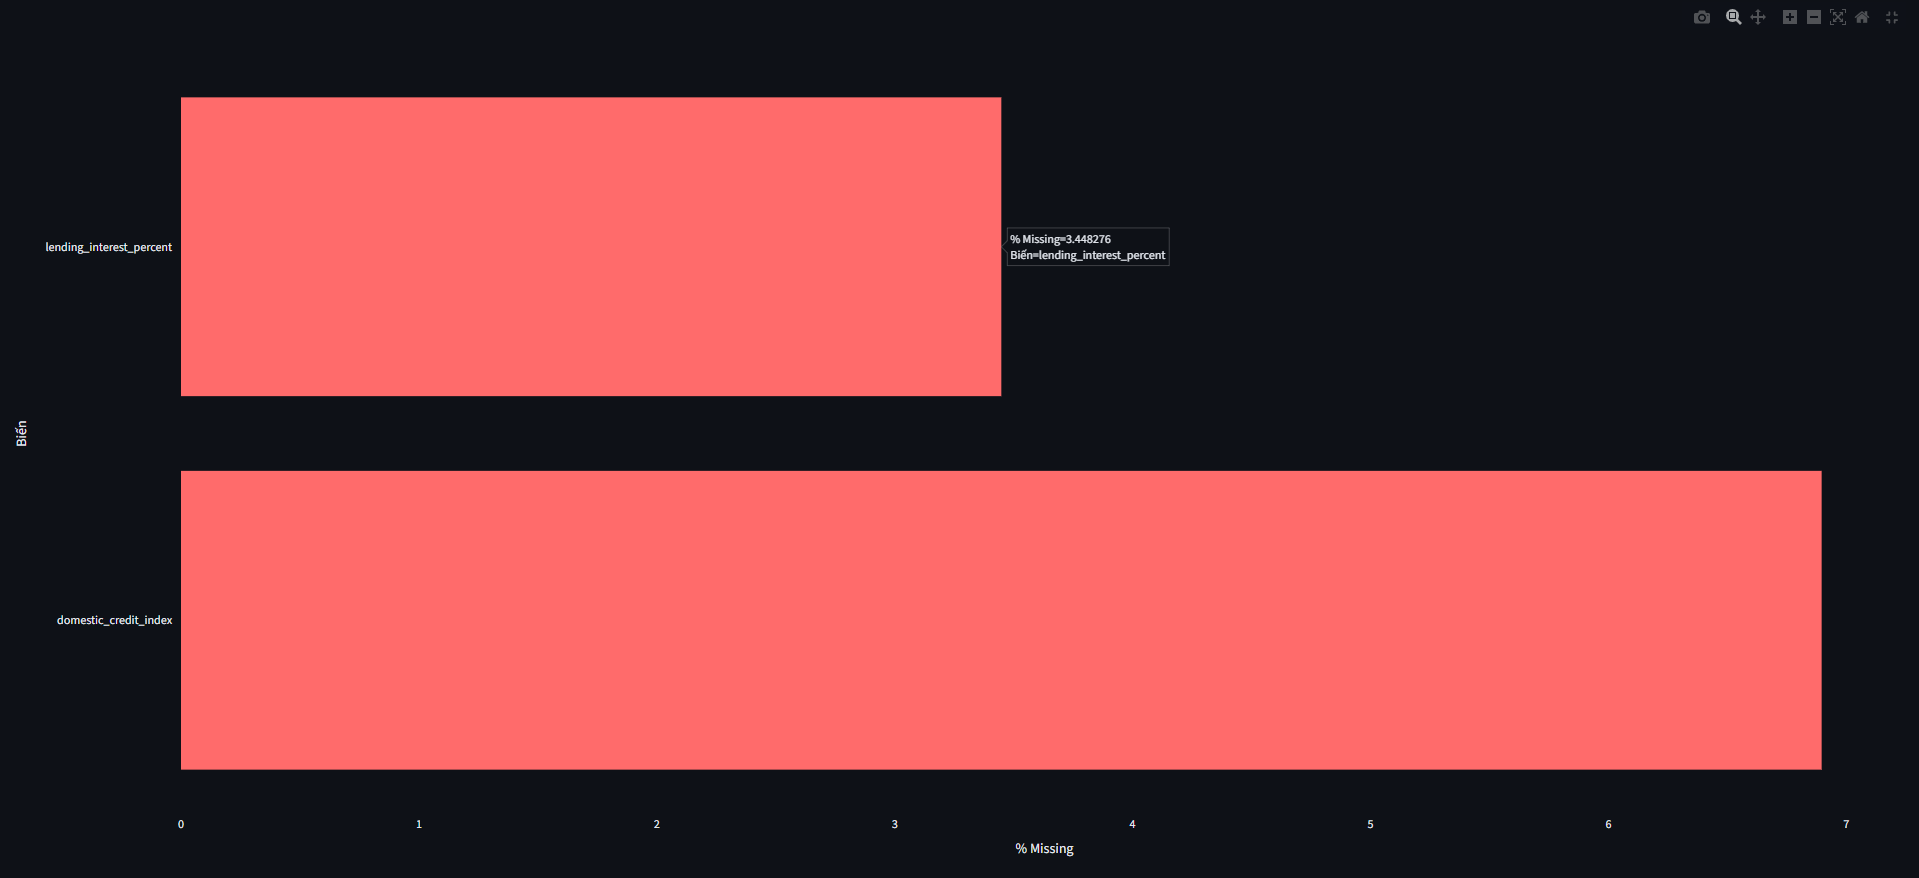 lending_interest_percent
% Missing=3.448276
Biến=lending_interest_percent
Biến
domestic_credit_index
0 1 2 3 4 5 6 7
% Missing